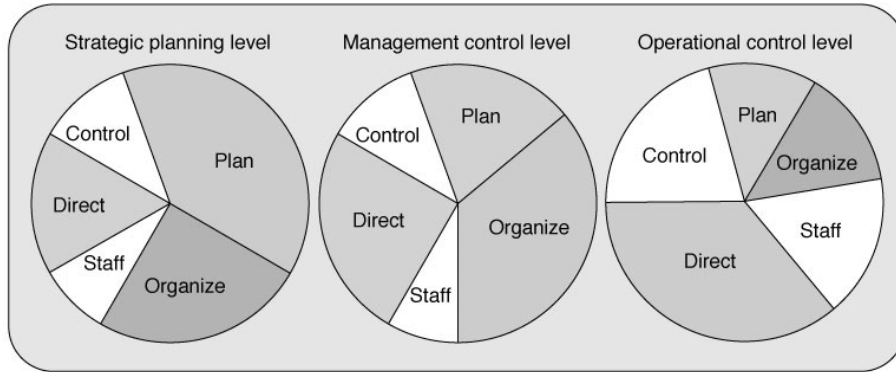 Strategic planning level
Management control level
Operational control level
Control
Plan
Direct
Staff
Organize
Control
Plan
Direct
Organize
Staff
Control
Plan
Organize
Staff
Direct